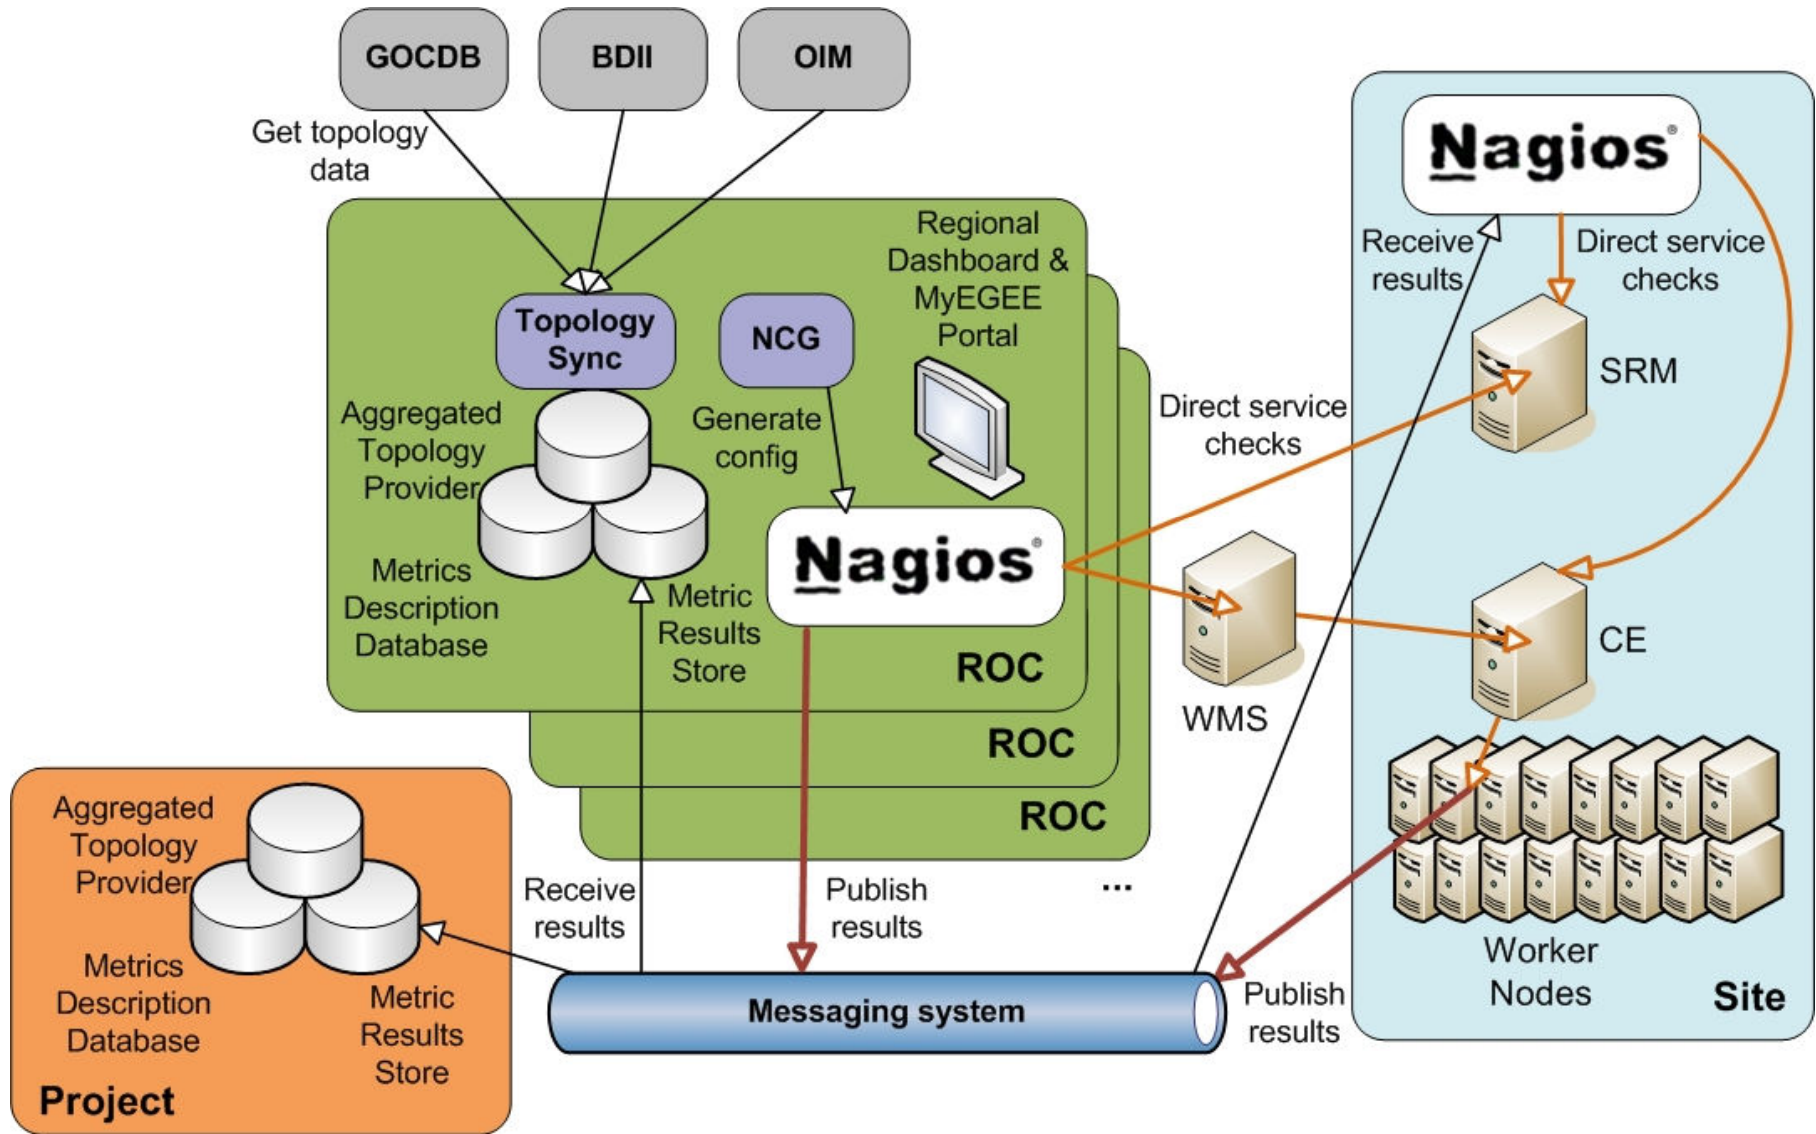 GOCDB
BDII
OIM
Get topology
data
Topology
Sync
NCG
Regional
Dashboard &
MyEGEE
Portal
Aggregated
Topology
Provider
Generate
config
Metrics
Description
Database
Metric
Results
Store
Nagios®
ROC
ROC
ROC
...
Direct service
checks
WMS
Nagios®
Receive
results
Direct service
checks
SRM
CE
Worker
Nodes
Site
Aggregated
Topology
Provider
Metrics
Description
Database
Metric
Results
Store
Project
Receive
results
Publish
results
Messaging system
Publish
results